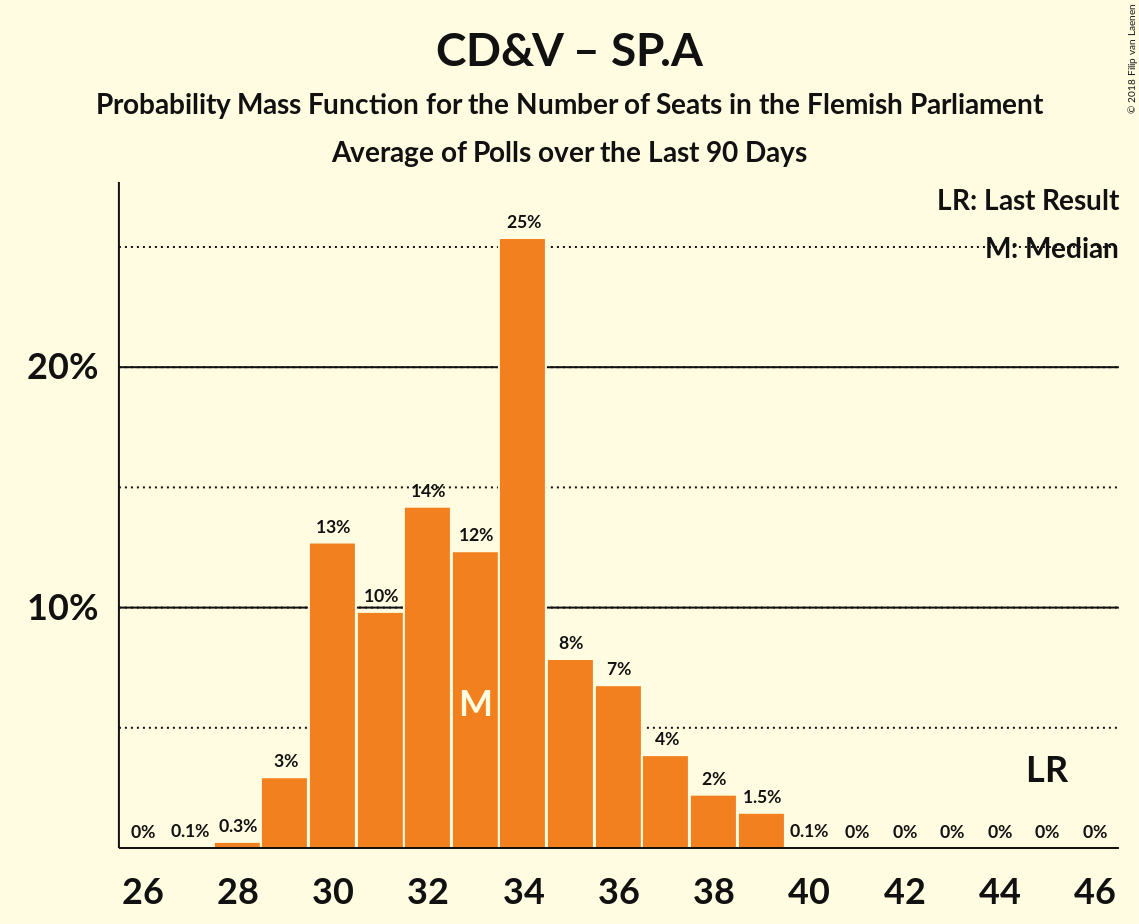 CD&V – SP.A
Probability Mass Function for the Number of Seats in the Flemish Parliament
Average of Polls over the Last 90 Days
© 2018 Filip van Laenen
LR: Last Result
M: Median
25%
20%
14%
13%
12%
10%
10%
8%
7%
M
4%
3%
LR
2%
1.5%
0% 0.1% 0.3% 0.1% 0% 0% 0% 0% 0% 0%
26 28 30 32 34 36 38 40 42 44 46